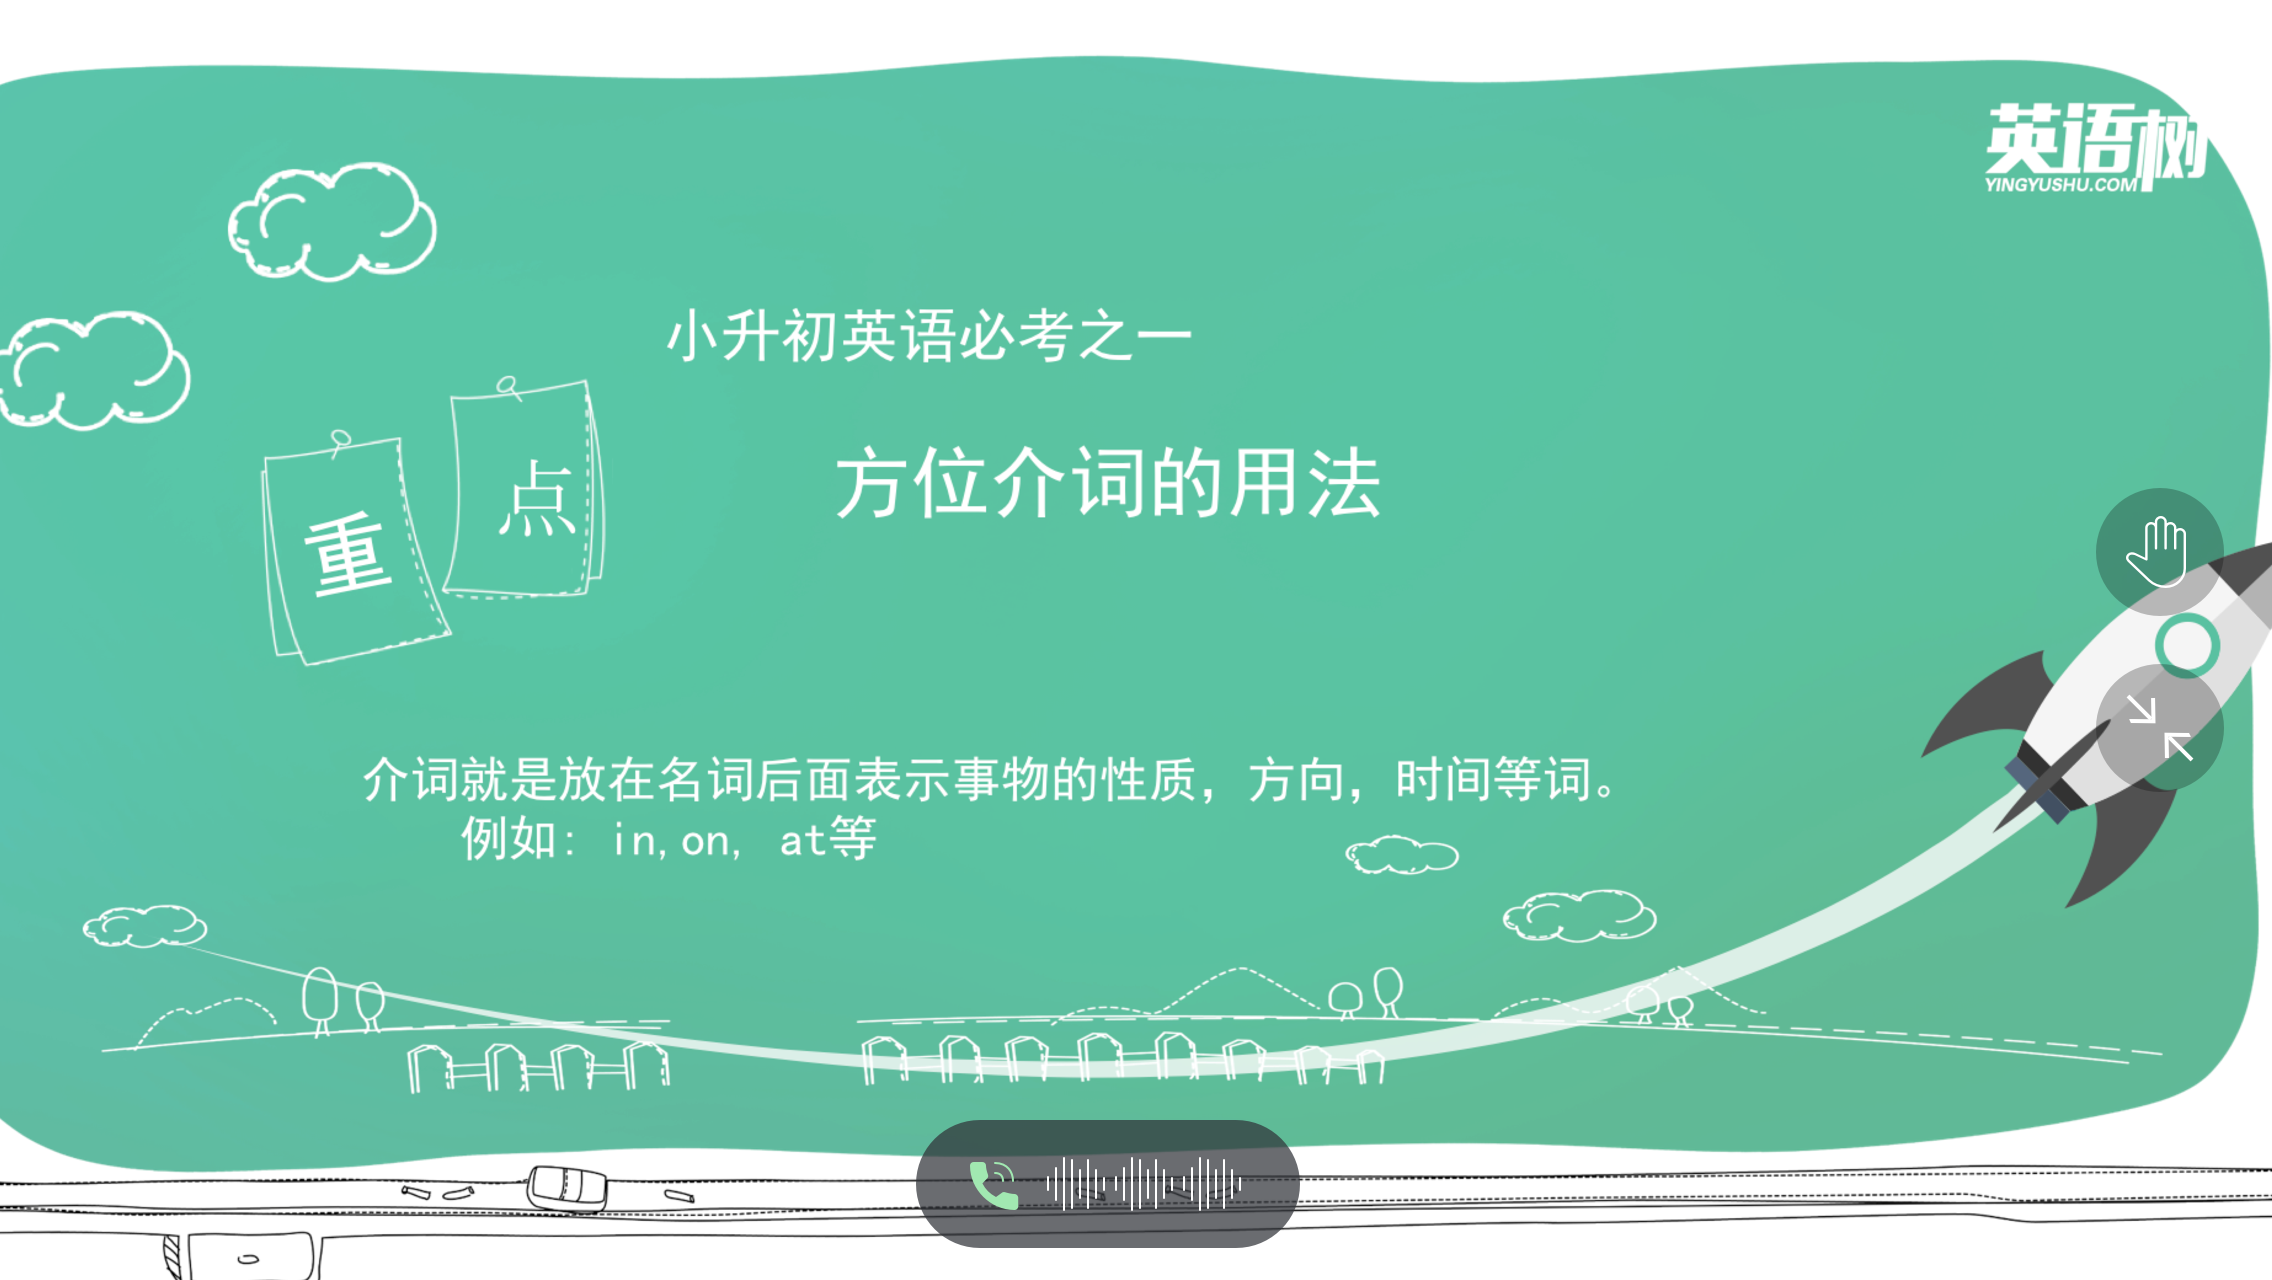 英语树
YINGYUSHU.COM
小升初英语必考之一
重点
方位介词的用法
介词就是放在名词后面表示事物的性质，方向，时间等词。
例如： in,on, at等